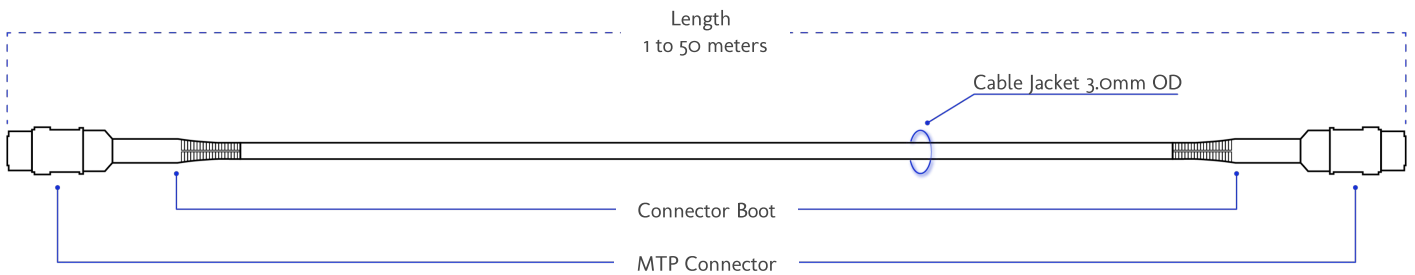 Length
1 to 50 meters
Cable Jacket 3.0mm OD
Connector Boot
MTP Connector